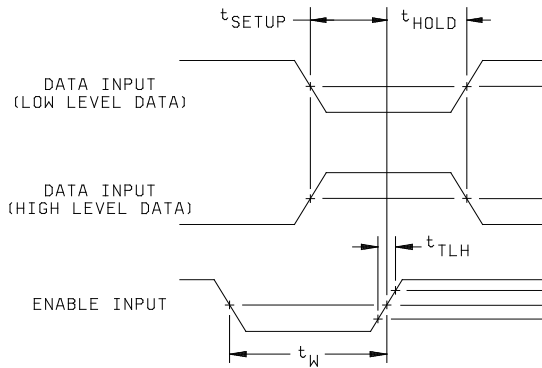 tSETUP
tHOLD
DATA INPUT
(LOW LEVEL DATA)
DATA INPUT
(HIGH LEVEL DATA)
tTLH
ENABLE INPUT
tW